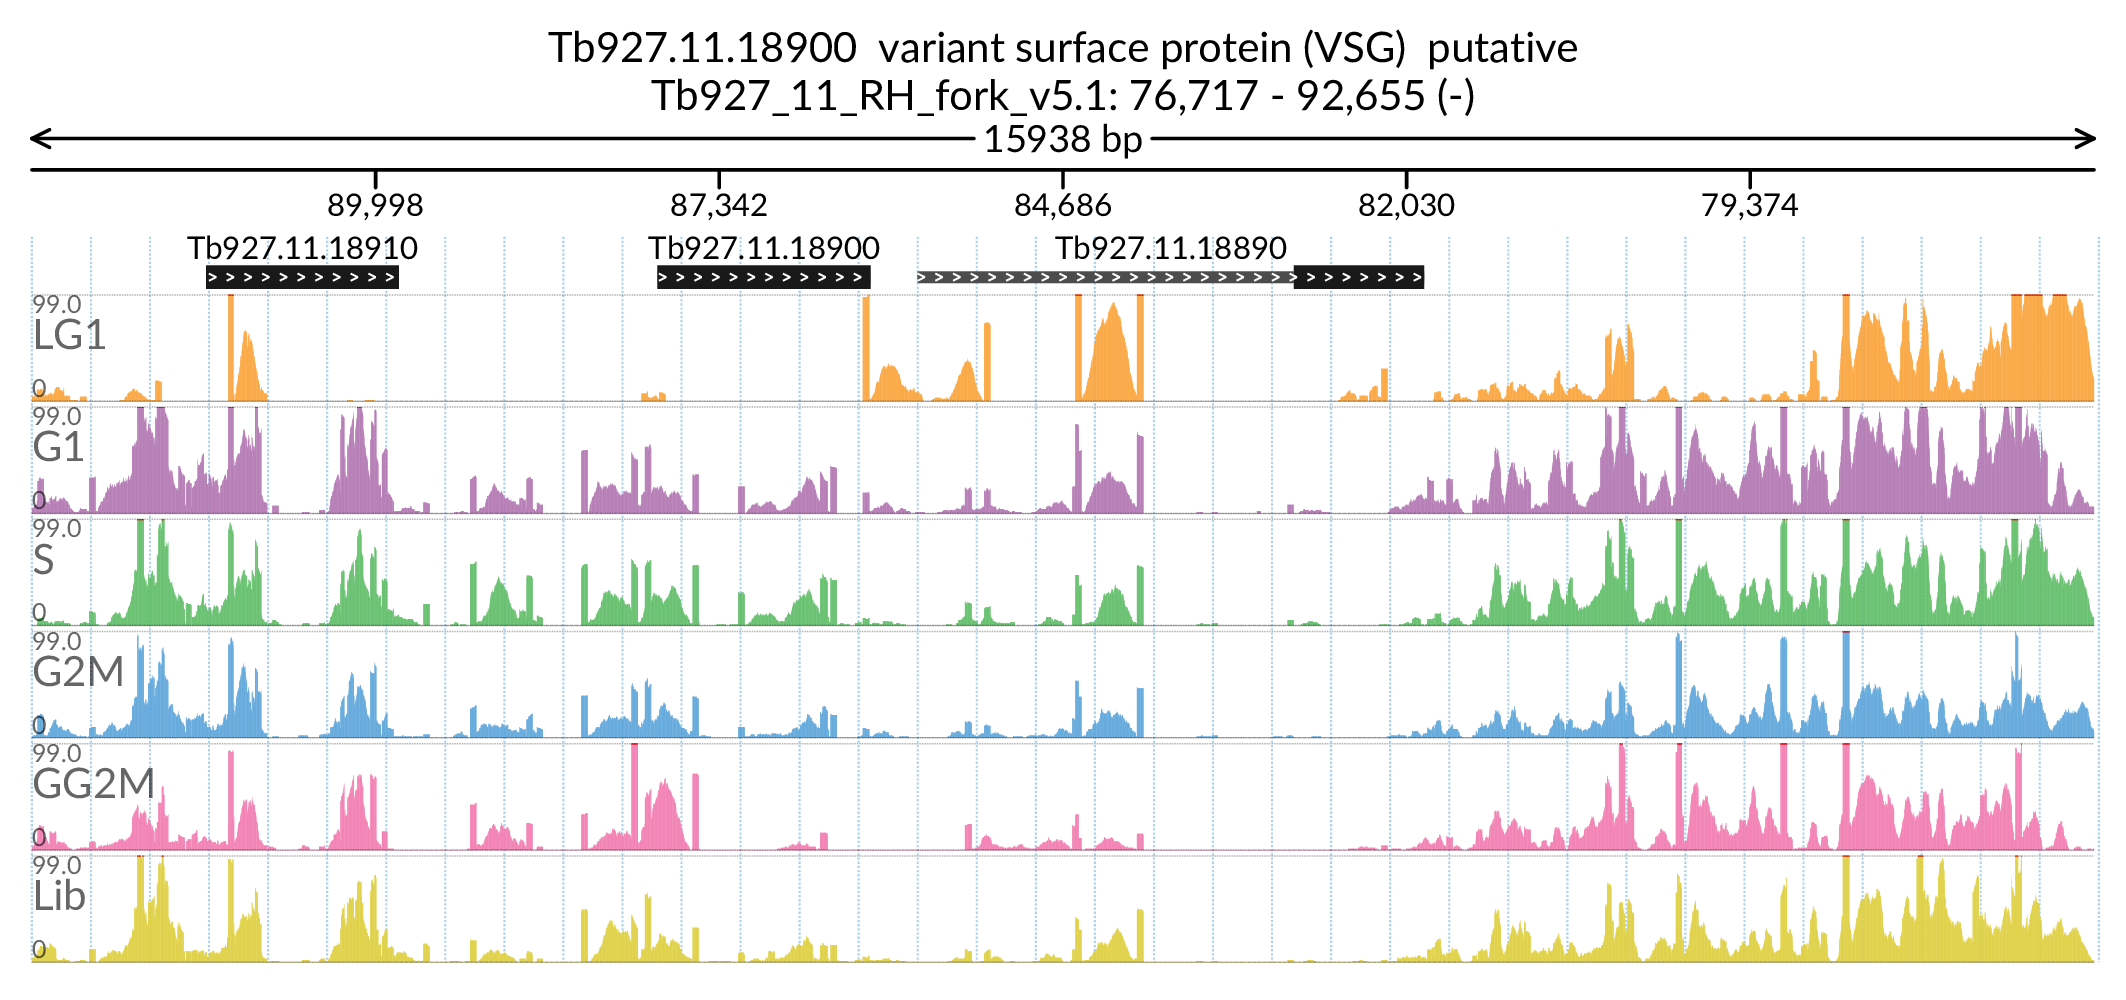 Tb927.11.18900 variant surface protein (VSG) putative
Tb927_11_RH_fork_v5.1: 76,717 - 92,655 (-)
15938 bp
89,998 87,342 84,686 82,030 79,374
Tb927.11.18910 Tb927.11.18900 Tb927.11.18890
99.0
LG1
0
99.0
G1
0
99.0
S
0
99.0
G2M
0
99.0
GG2M
0
99.0
Lib
0